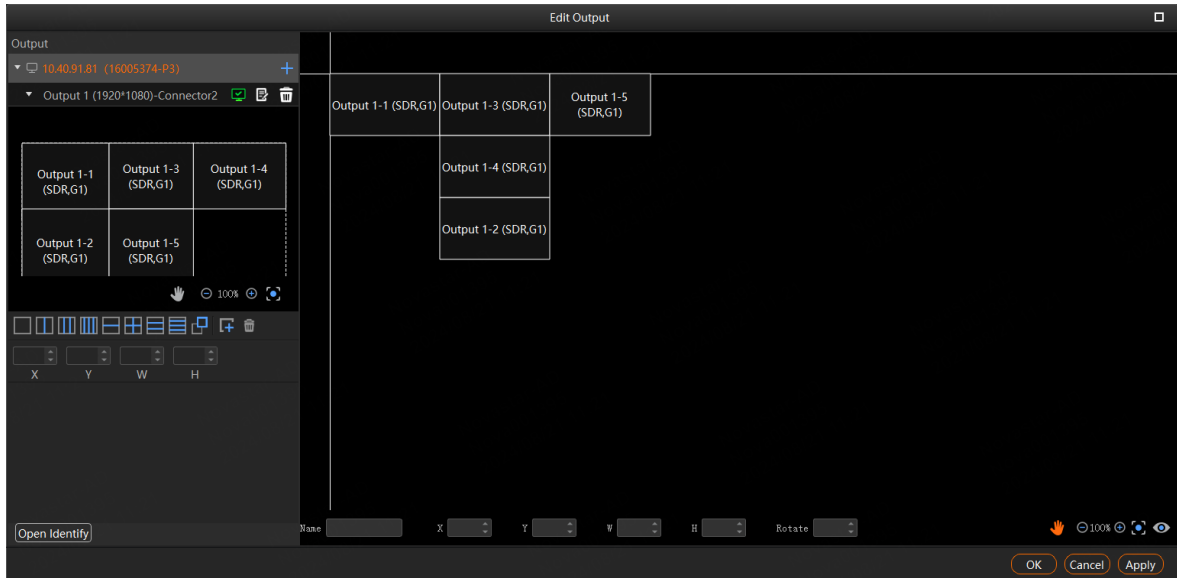 Edit Output
Output
10.40.91.81 (16005374-P3)
Output 1 (1920*1080)-Connector2
Output 1-1
(SDR,G1)
Output 1-3
(SDR,G1)
Output 1-4
(SDR,G1)
Output 1-2
(SDR,G1)
Output 1-5
(SDR,G1)
100%
X Y W H
Open Identify
Output 1-1 (SDR,G1)
Output 1-3 (SDR,G1)
Output 1-5
(SDR,G1)
Output 1-4 (SDR,G1)
Output 1-2 (SDR,G1)
Name X Y W H Rotate 100%
OK Cancel Apply